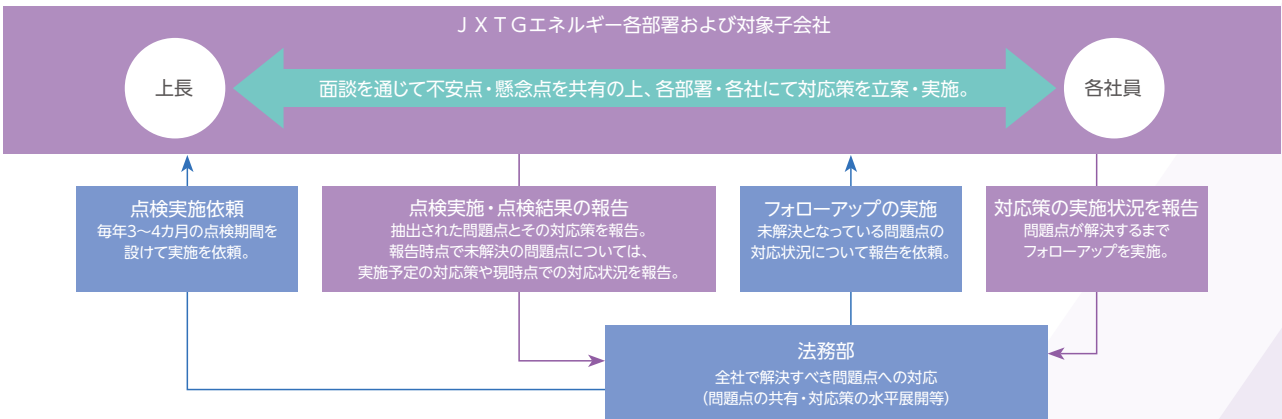 ＪＸＴＧエネルギー各部署および対象子会社
上長
面談を通じて不安点・懸念点を共有の上、各部署・各社にて対応策を立案・実施。
各社員
点検実施依頼
毎年3〜4カ月の点検期間を
設けて実施を依頼。
点検実施・点検結果の報告
抽出された問題点とその対応策を報告。
報告時点で未解決の問題点については、
実施予定の対応策や現時点での対応状況を報告。
フォローアップの実施
未解決となっている問題点の
対応状況について報告を依頼。
対応策の実施状況を報告
問題点が解決するまで
フォローアップを実施。
法務部
全社で解決すべき問題点への対応
（問題点の共有・対応策の水平展開等）